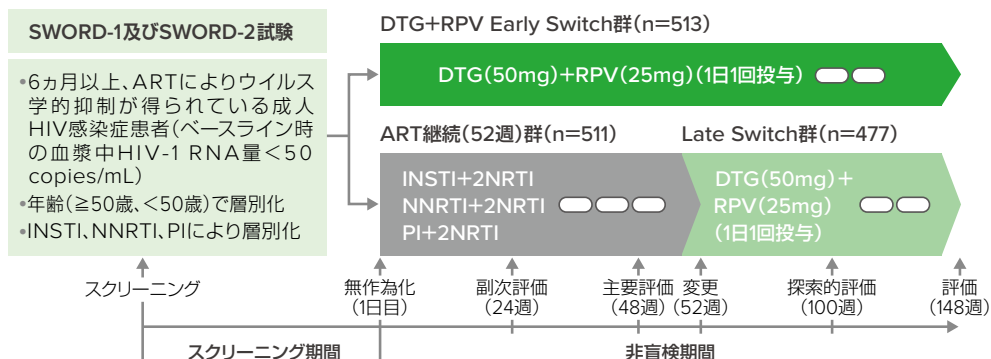 SWORD-1及びSWORD-2試験
•6ヵ月以上、ARTによりウイルス
学的抑制が得られている成人
HIV感染症患者(ベースライン時
の血漿中HIV-1 RNA量<50
copies/mL)
•年齢(≧50歳、<50歳)で層別化
•INSTI、NNRTI、PIにより層別化
DTG+RPV Early Switch群(n=513)
DTG(50mg)+RPV(25mg)(1日1回投与)
ART継続(52週)群(n=511)
Late Switch群(n=477)
INSTI+2NRTI
NNRTI+2NRTI
PI+2NRTI
DTG(50mg)+
RPV(25mg)
(1日1回投与)
スクリーニング
無作為化
(1日目)
副次評価
(24週)
主要評価
(48週)
変更
(52週)
探索的評価
(100週)
評価
(148週)
スクリーニング期間
非盲検期間